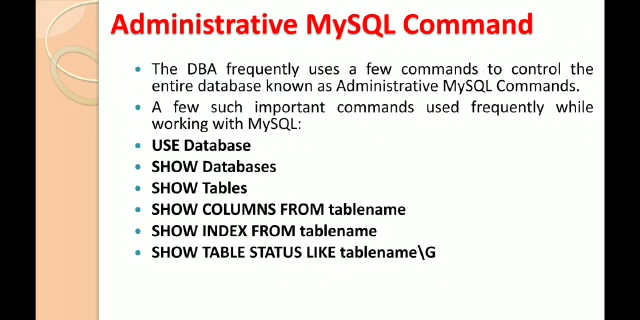 Administrative MySQL Command
• The DBA frequently uses a few commands to control the
entire database known as Administrative MySQL Commands.
• A few such important commands used frequently while
working with MySQL:
• USE Database
• SHOW Databases
• SHOW Tables
• SHOW COLUMNS FROM tablename
• SHOW INDEX FROM tablename
• SHOW TABLE STATUS LIKE tablename\G